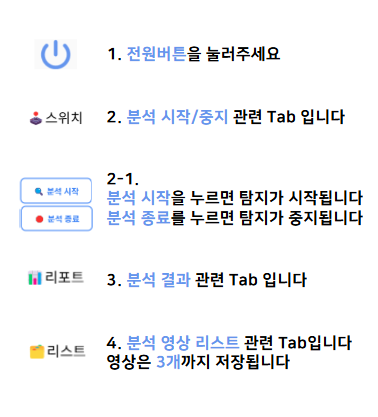 1. 전원버튼을 눌러주세요
스위치
2. 분석 시작/중지 관련 Tab 입니다
2-1.
분석 시작
분석 시작을 누르면 탐지가 시작됩니다
분석 종료
분석 종료를 누르면 탐지가 중지됩니다
리포트
3. 분석 결과 관련 Tab 입니다
리스트
4. 분석 영상 리스트 관련 Tab입니다
영상은 3개까지 저장됩니다